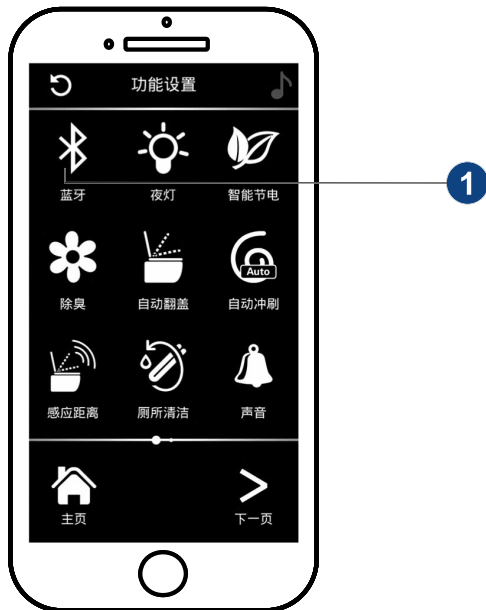 功能设置
蓝牙 夜灯 智能节电
1
Auto
除臭 自动翻盖 自动冲刷
感应距离 厕所清洁 声音
主页 下一页